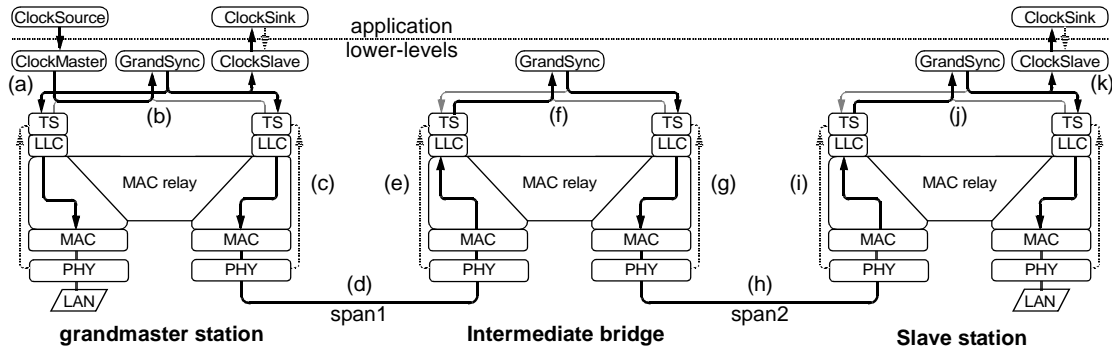 ClockSource
ClockSink
application
ClockSink
lower-levels
ClockMaster
GrandSync
ClockSlave
GrandSync
GrandSync
ClockSlave
(a)
(b)
(f)
(j)
(k)
TS
TS
TS
TS
TS
TS
LLC
LLC
LLC
LLC
LLC
LLC
MAC relay
(c)
(e)
MAC relay
(g)
(i)
MAC relay
MAC
MAC
MAC
MAC
MAC
MAC
PHY
PHY
PHY
PHY
PHY
PHY
LAN
(d)
(h)
LAN
span1
span2
grandmaster station
Intermediate bridge
Slave station